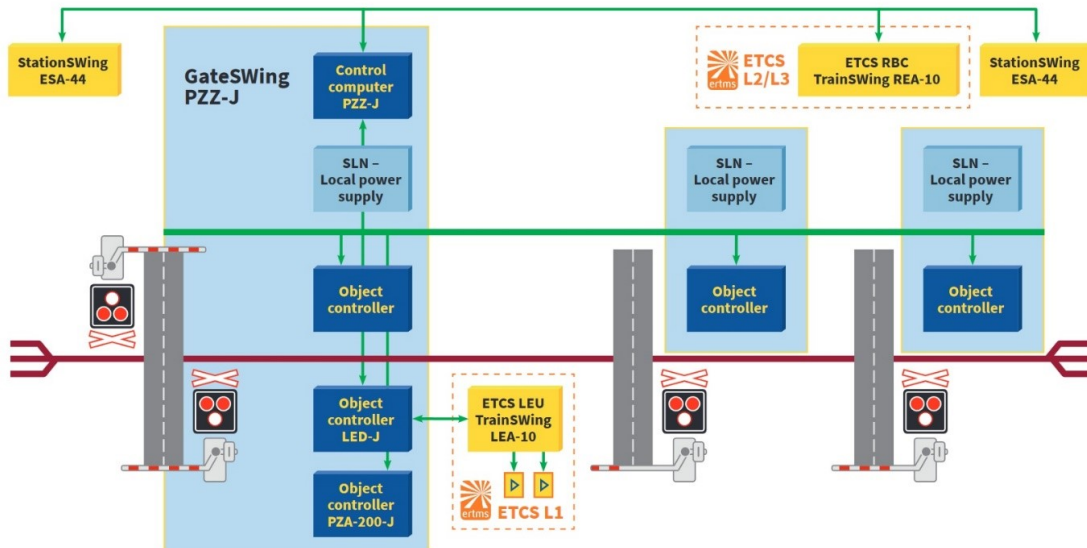 StationSWing
ESA-44
GateSWing
PZZ-J
Control
computer
PZZ-J
ertms
ETCS
L2/L3
ETCS RBC
TrainSWing REA-10
StationSWing
ESA-44
SLN –
Local power
supply
SLN –
Local power
supply
SLN –
Local power
supply
Object
controller
Object
controller
Object
controller
Object
controller
LED-J
ETCS LEU
TrainSWing
LEA-10
Object
controller
PZA-200-J
ertms
ETCS L1